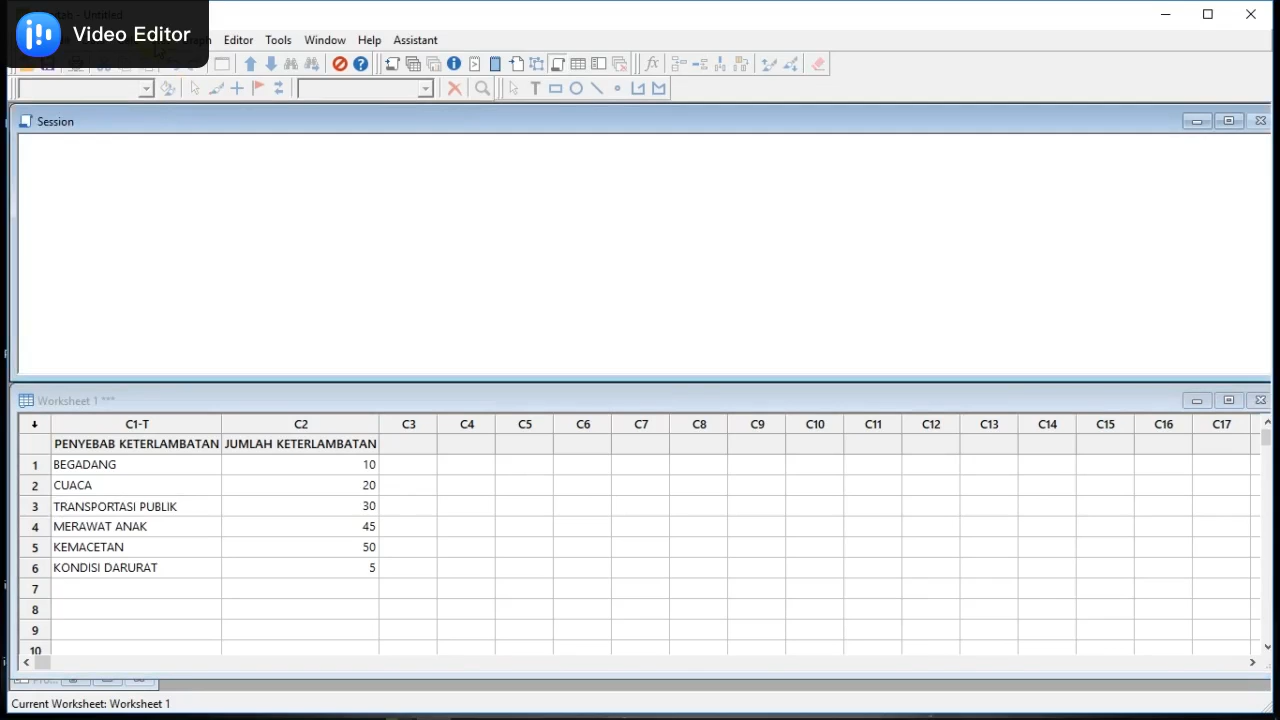 Video Editor
Editor Tools Window Help Assistant
Session
Worksheet 1 ***
C1-T C2 C3 C4 C5 C6 C7 C8 C9 C10 C11 C12 C13 C14 C15 C16 C17
PENYEBAB KETERLAMBATAN JUMLAH KETERLAMBATAN
1 BEGADANG 10
2 CUACA 20
3 TRANSPORTASI PUBLIK 30
4 MERAWAT ANAK 45
5 KEMACETAN 50
6 KONDISI DARURAT 5
7
8
9
10
Pro...
Current Worksheet: Worksheet 1